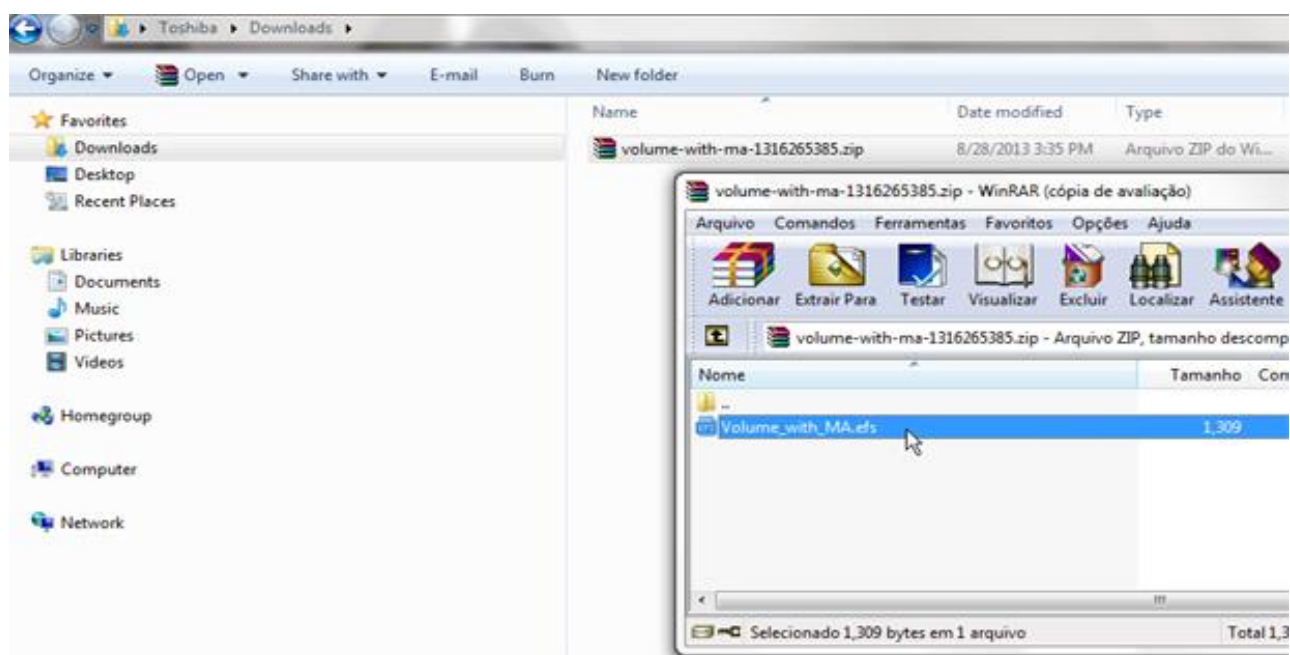 Toshiba Downloads
Organize Open Share with E-mail Burn New folder
Favorites
Downloads
Desktop
Recent Places
Libraries
Documents
Music
Pictures
Videos
Homegroup
Computer
Network
Name Date modified Type
volume-with-ma-1316265385.zip 8/28/2013 3:35 PM Arquivo ZIP do Wi...
volume-with-ma-1316265385.zip - WinRAR (cópia de avaliação)
Arquivo Comandos Ferramentas Favoritos Opções Ajuda
Adicionar Extrair Para Testar Visualizar Excluir Localizar Assistente
volume-with-ma-1316265385.zip - Arquivo ZIP, tamanho descomp
Nome Tamanho Com
..
Volume_with_MA.efs 1,309
Selecionado 1,309 bytes em 1 arquivo Total 1,3